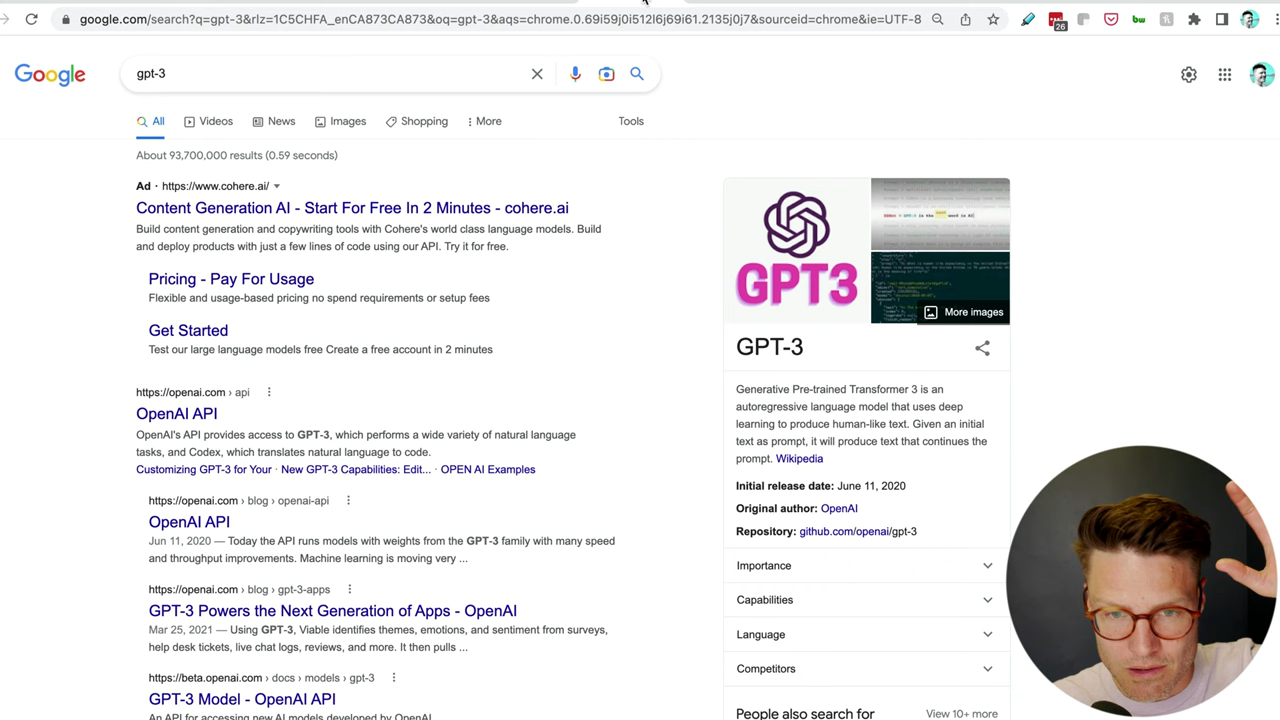 google.com/search?q=gpt-3&rlz=1C5CHFA_enCA873CA873&oq=gpt-3&aqs=chrome.0.69i59j0i512l6j69i61.2135j0j7&sourceid=chrome&ie=UTF-8
26
bw
Google
gpt-3
All
Videos
News
Images
Shopping
More
Tools
About 93,700,000 results (0.59 seconds)
Ad · https://www.cohere.ai/
Content Generation AI - Start For Free In 2 Minutes - cohere.ai
Build content generation and copywriting tools with Cohere's world class language models. Build
and deploy products with just a few lines of code using our API. Try it for free.
Pricing - Pay For Usage
Flexible and usage-based pricing no spend requirements or setup fees
Get Started
Test our large language models free Create a free account in 2 minutes
https://openai.com › api
OpenAI API
OpenAI's API provides access to GPT-3, which performs a wide variety of natural language
tasks, and Codex, which translates natural language to code.
Customizing GPT-3 for Your · New GPT-3 Capabilities: Edit... · OPEN AI Examples
https://openai.com › blog › openai-api
OpenAI API
Jun 11, 2020 — Today the API runs models with weights from the GPT-3 family with many speed
and throughput improvements. Machine learning is moving very ...
https://openai.com › blog › gpt-3-apps
GPT-3 Powers the Next Generation of Apps - OpenAI
Mar 25, 2021 — Using GPT-3, Viable identifies themes, emotions, and sentiment from surveys,
help desk tickets, live chat logs, reviews, and more. It then pulls ...
https://beta.openai.com › docs › models › gpt-3
GPT-3 Model - OpenAI API
An API for accessing new AI models developed by OpenAI
GPT3
More images
GPT-3
Generative Pre-trained Transformer 3 is an
autoregressive language model that uses deep
learning to produce human-like text. Given an initial
text as prompt, it will produce text that continues the
prompt. Wikipedia
Initial release date: June 11, 2020
Original author: OpenAI
Repository: github.com/openai/gpt-3
Importance
Capabilities
Language
Competitors
People also search for
View 10+ more